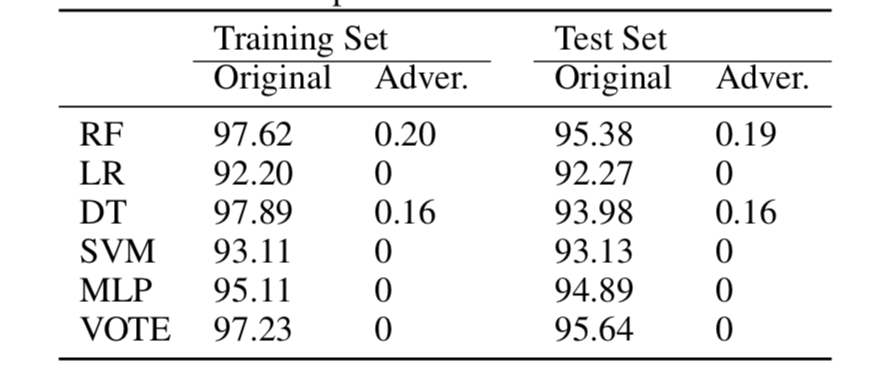 Training Set Test Set
Original Adver. Original Adver.
RF 97.62 0.20 95.38 0.19
LR 92.20 0 92.27 0
DT 97.89 0.16 93.98 0.16
SVM 93.11 0 93.13 0
MLP 95.11 0 94.89 0
VOTE 97.23 0 95.64 0